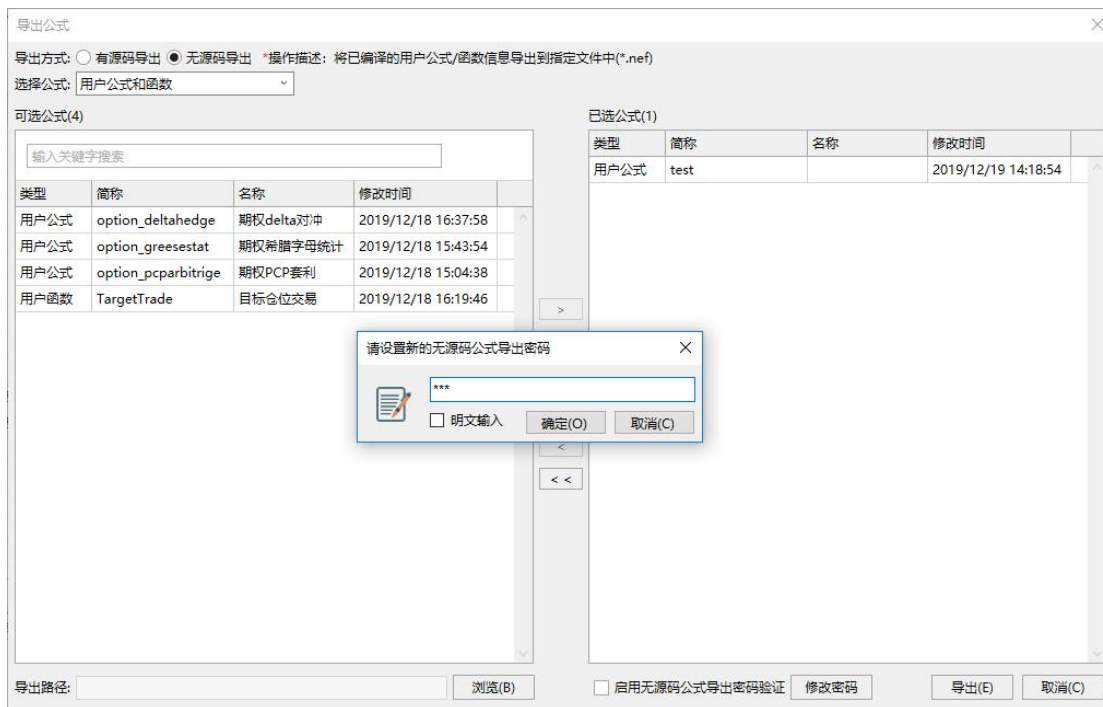 导出公式
导出方式: 有源码导出 无源码导出 *操作描述: 将已编译的用户公式/函数信息导出到指定文件中(*.nef)
选择公式: 用户公式和函数
可选公式(4)
输入关键字搜索
类型 简称 名称 修改时间
用户公式 option_deltahedge 期权delta对冲 2019/12/18 16:37:58
用户公式 option_greesestat 期权希腊字母统计 2019/12/18 15:43:54
用户公式 option_pcparbitrige 期权PCP套利 2019/12/18 15:04:38
用户函数 TargetTrade 目标仓位交易 2019/12/18 16:19:46
>
<
< <
已选公式(1)
类型 简称 名称 修改时间
用户公式 test 2019/12/19 14:18:54
请设置新的无源码公式导出密码
***
明文输入 确定(O) 取消(C)
导出路径: 浏览(B) 启用无源码公式导出密码验证 修改密码 导出(E) 取消(C)